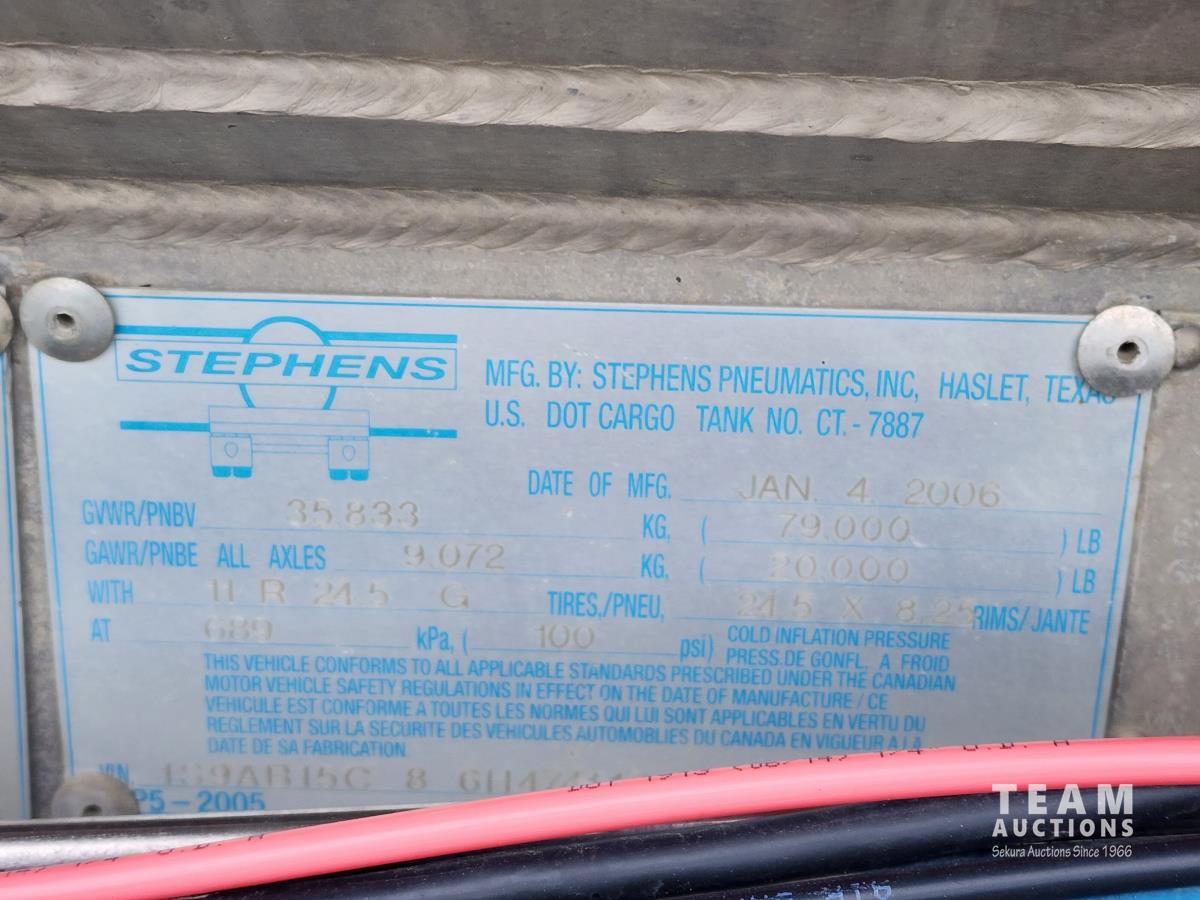 STEPHENS
MFG. BY: STEPHENS PNEUMATICS, INC, HASLET, TEXAS
U.S. DOT CARGO TANK NO. CT.-7887
DATE OF MFG. JAN. 4 2006
GVWR/PNBV 35,833 KG, ( 79,000 ) LB
GAWR/PNBE ALL AXLES 9,072 KG. ( 20,000 ) LB
WITH 11 R 24.5 G TIRES,/PNEU, 24.5 X 8.25 RIMS/JANTE
AT 689 kPa, ( 100 psi) COLD INFLATION PRESSURE
PRESS.DE GONFL. A FROID
THIS VEHICLE CONFORMS TO ALL APPLICABLE STANDARDS PRESCRIBED UNDER THE CANADIAN
MOTOR VEHICLE SAFETY REGULATIONS IN EFFECT ON THE DATE OF MANUFACTURE / CE
VEHICULE EST CONFORME A TOUTES LES NORMES QUI LUI SONT APPLICABLES EN VERTU DU
REGLEMENT SUR LA SECURITE DES VEHICULES AUTOMOBILES DU CANADA EN VIGUEUR A LA
DATE DE SA FABRICATION.
VIN 1S9AB15C 8
P5-2005
TEAM
AUCTIONS
Sekura Auctions Since 1966